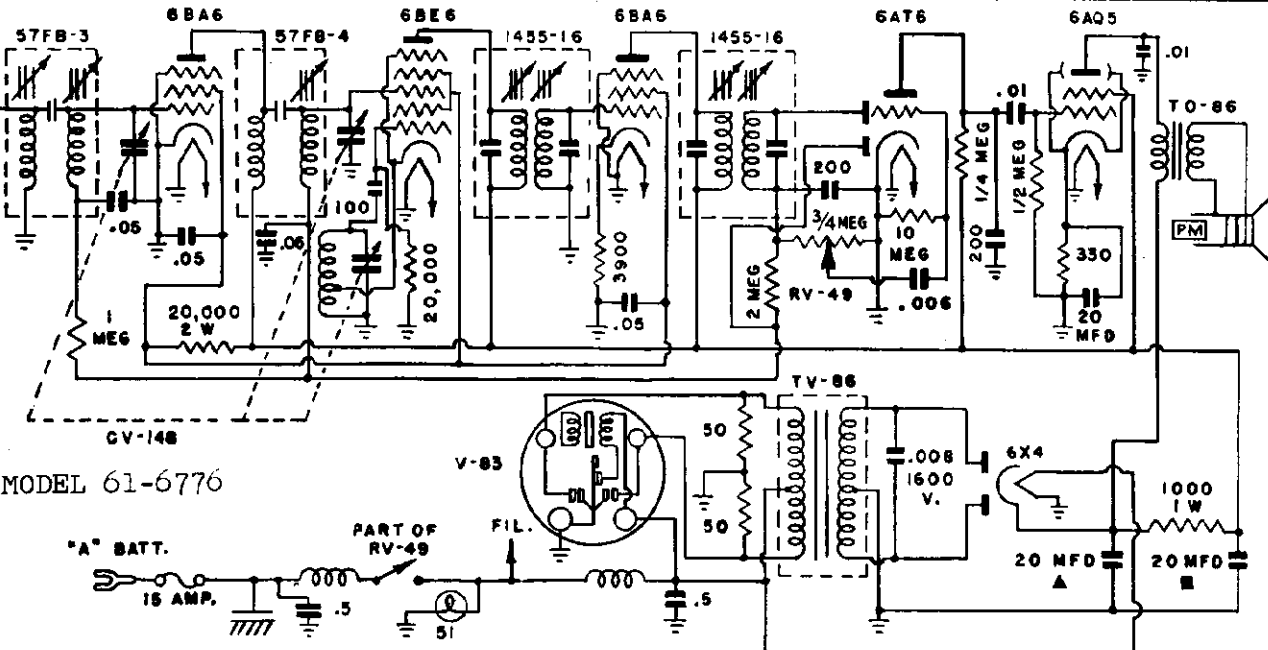 6BA6
6BE6
6BA6
6AT6
6AQ5
57FB-3
57FB-4
1455-16
1455-16
.01
.01
TO-86
1/4 MEG
1/2 MEG
200
100
3/4 MEG
10
MEG
200
330
PM
.05
.05
.06
20,000
3900
2 MEG
RV-49
.006
20
MFD
.05
1
MEG
20,000
2 W
CV-148
TV-86
50
V-83
.008
1600
V.
6X4
1000
1 W
MODEL 61-6776
50
"A" BATT.
PART OF
RV-49
FIL.
15 AMP.
.5
51
.5
20 MFD
▲
20 MFD
■